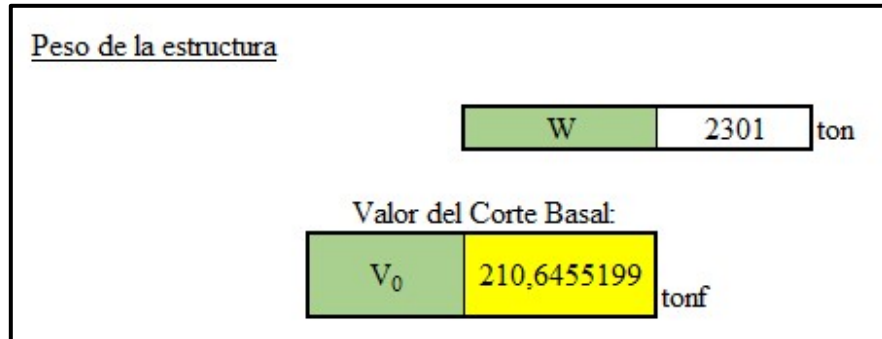 Peso de la estructura
W 2301 ton
Valor del Corte Basal:
V₀ 210,6455199 tonf